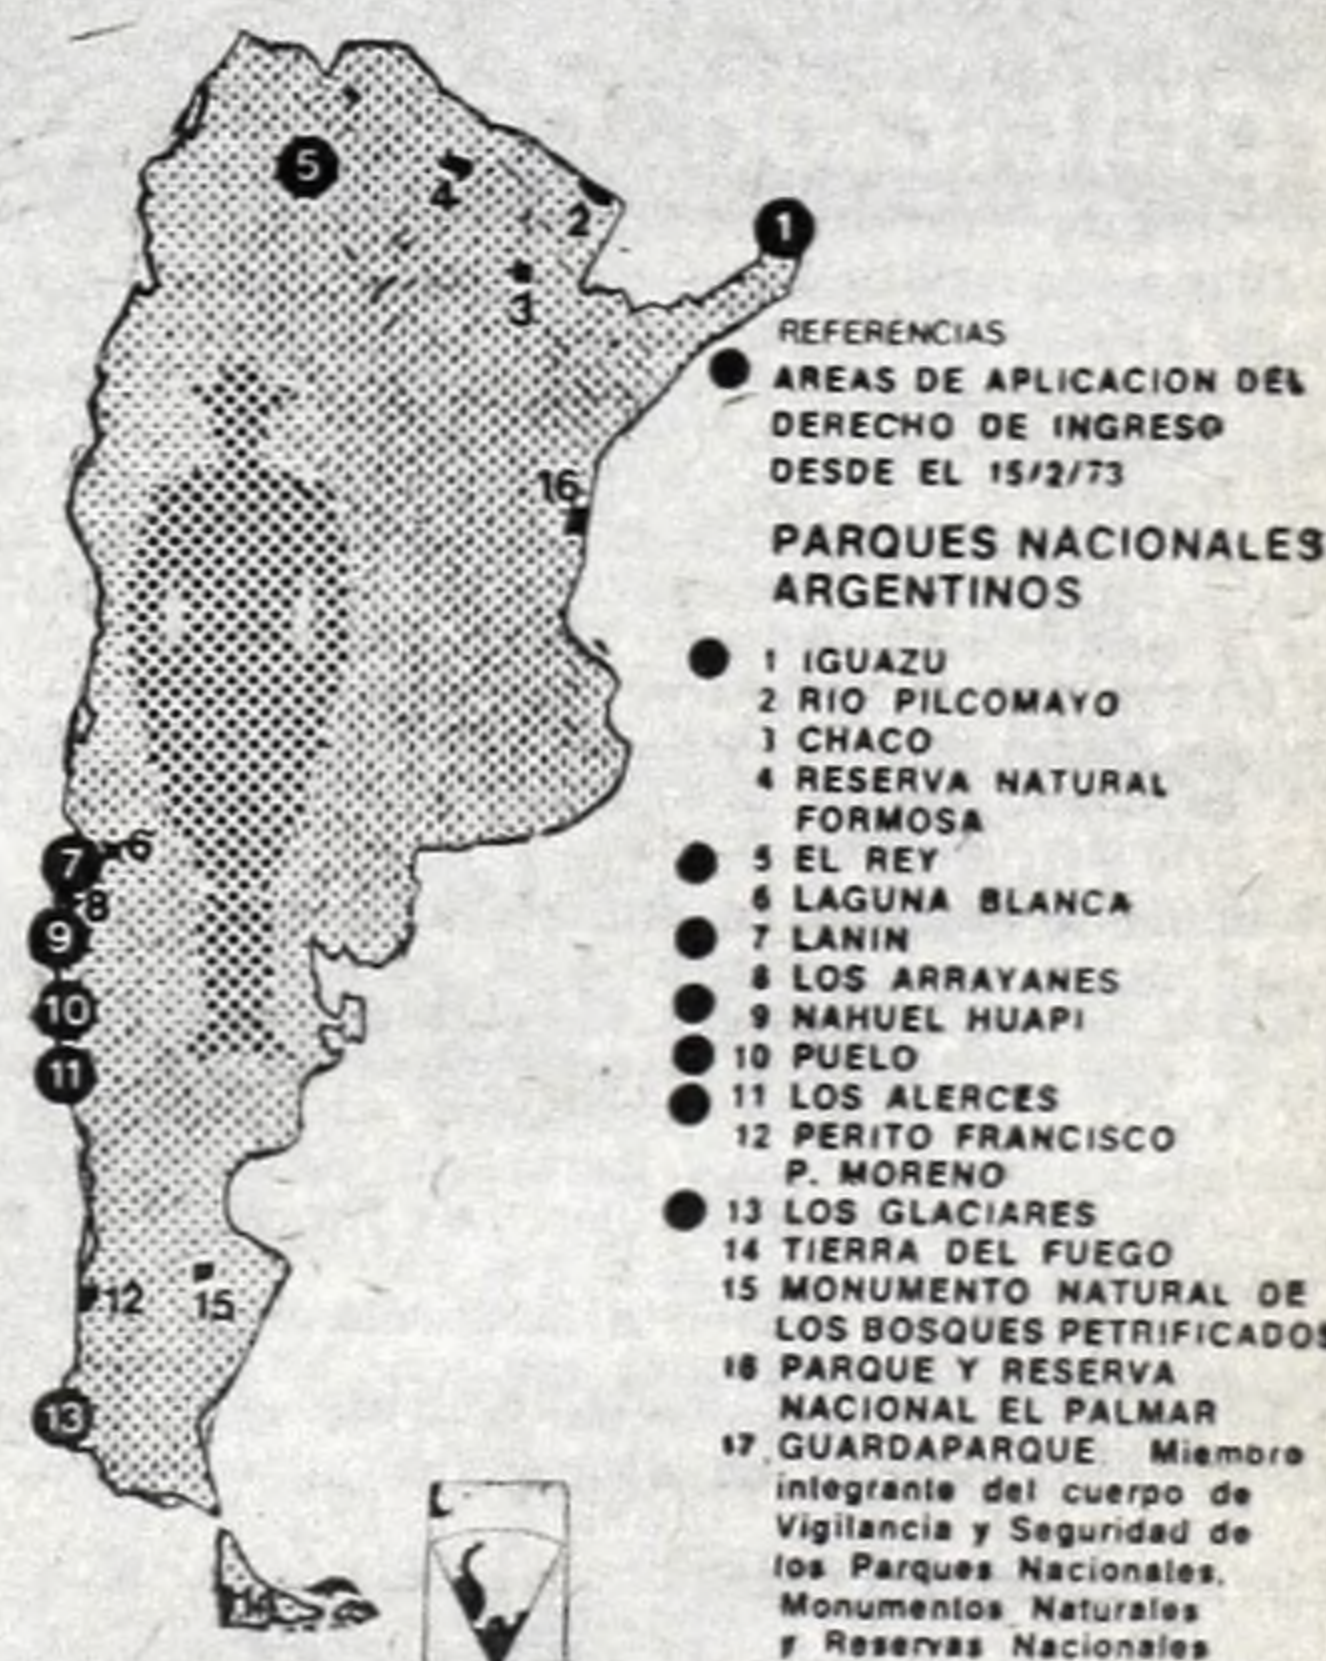 5
4
2
1
3
16
7
6
8
9
10
11
12
15
13
14
REFERENCIAS
AREAS DE APLICACION DEL
DERECHO DE INGRESO
DESDE EL 15/2/73
PARQUES NACIONALES
ARGENTINOS
1 IGUAZU
2 RIO PILCOMAYO
3 CHACO
4 RESERVA NATURAL
FORMOSA
5 EL REY
6 LAGUNA BLANCA
7 LANIN
8 LOS ARRAYANES
9 NAHUEL HUAPI
10 PUELO
11 LOS ALERCES
12 PERITO FRANCISCO
P. MORENO
13 LOS GLACIARES
14 TIERRA DEL FUEGO
15 MONUMENTO NATURAL DE
LOS BOSQUES PETRIFICADOS
16 PARQUE Y RESERVA
NACIONAL EL PALMAR
17 GUARDAPARQUE Miembro
integrante del cuerpo de
Vigilancia y Seguridad de
los Parques Nacionales,
Monumentos Naturales
y Reservas Nacionales